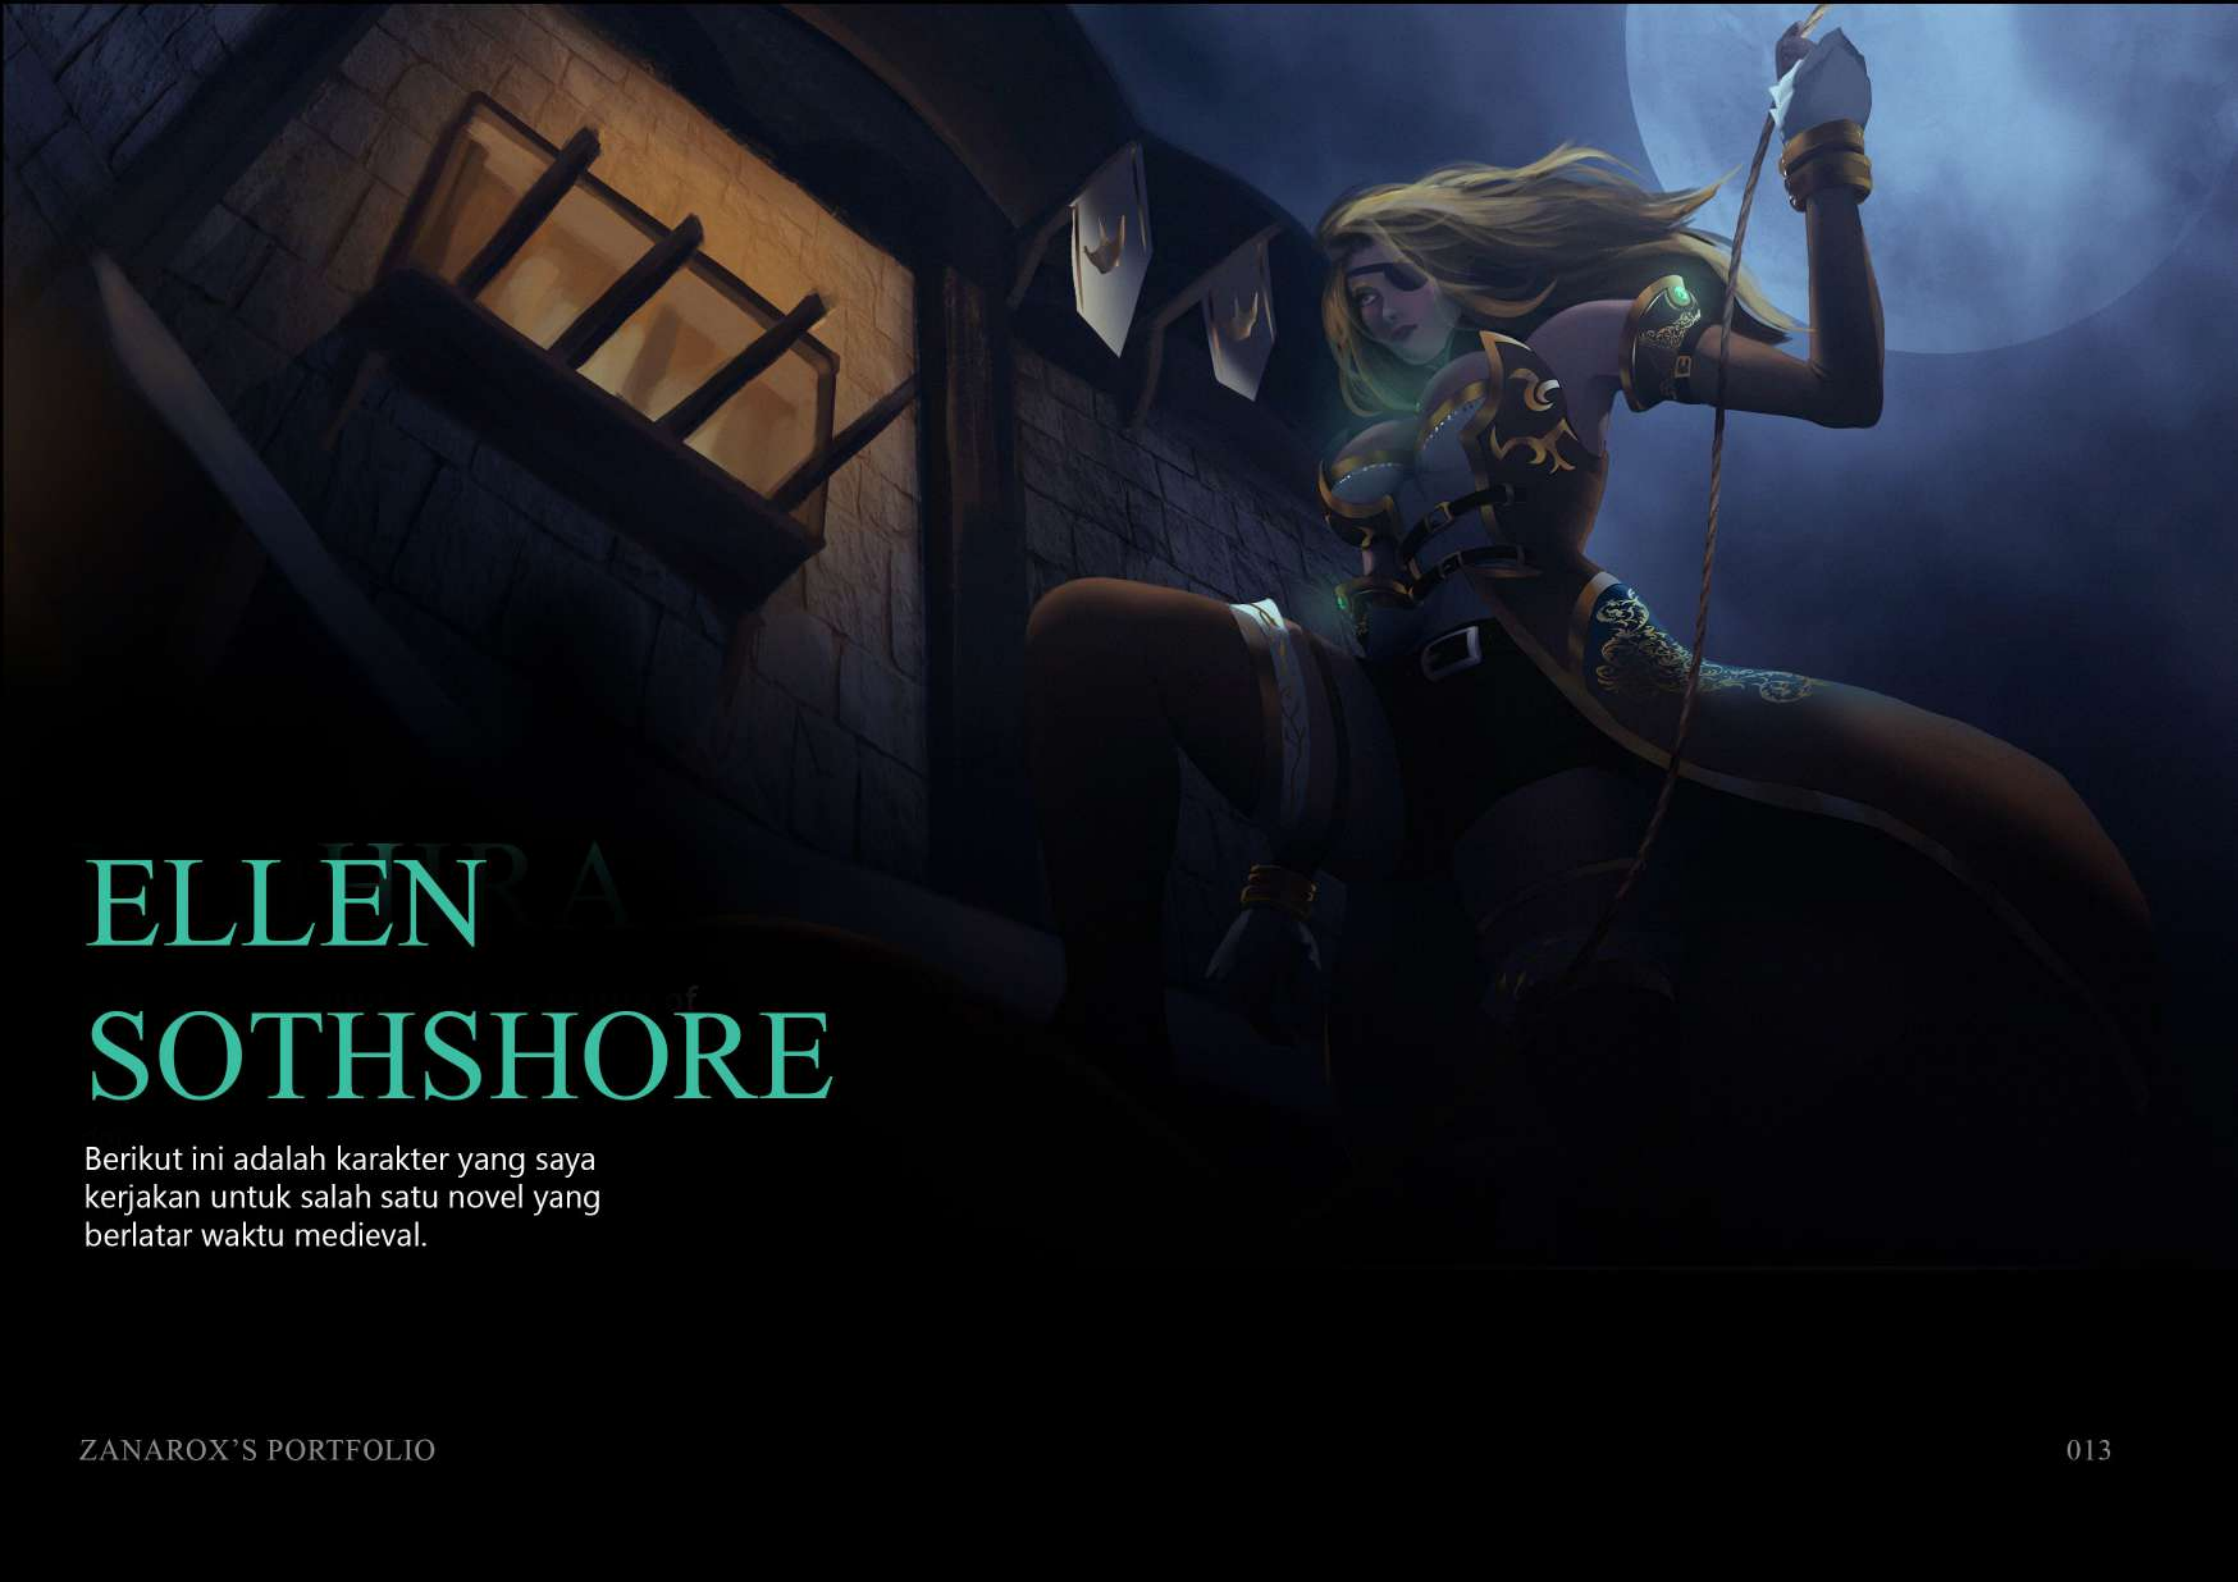 ELLEN
SOTHSHORE
Berikut ini adalah karakter yang saya
kerjakan untuk salah satu novel yang
berlatar waktu medieval.
ZANAROX’S PORTFOLIO
013